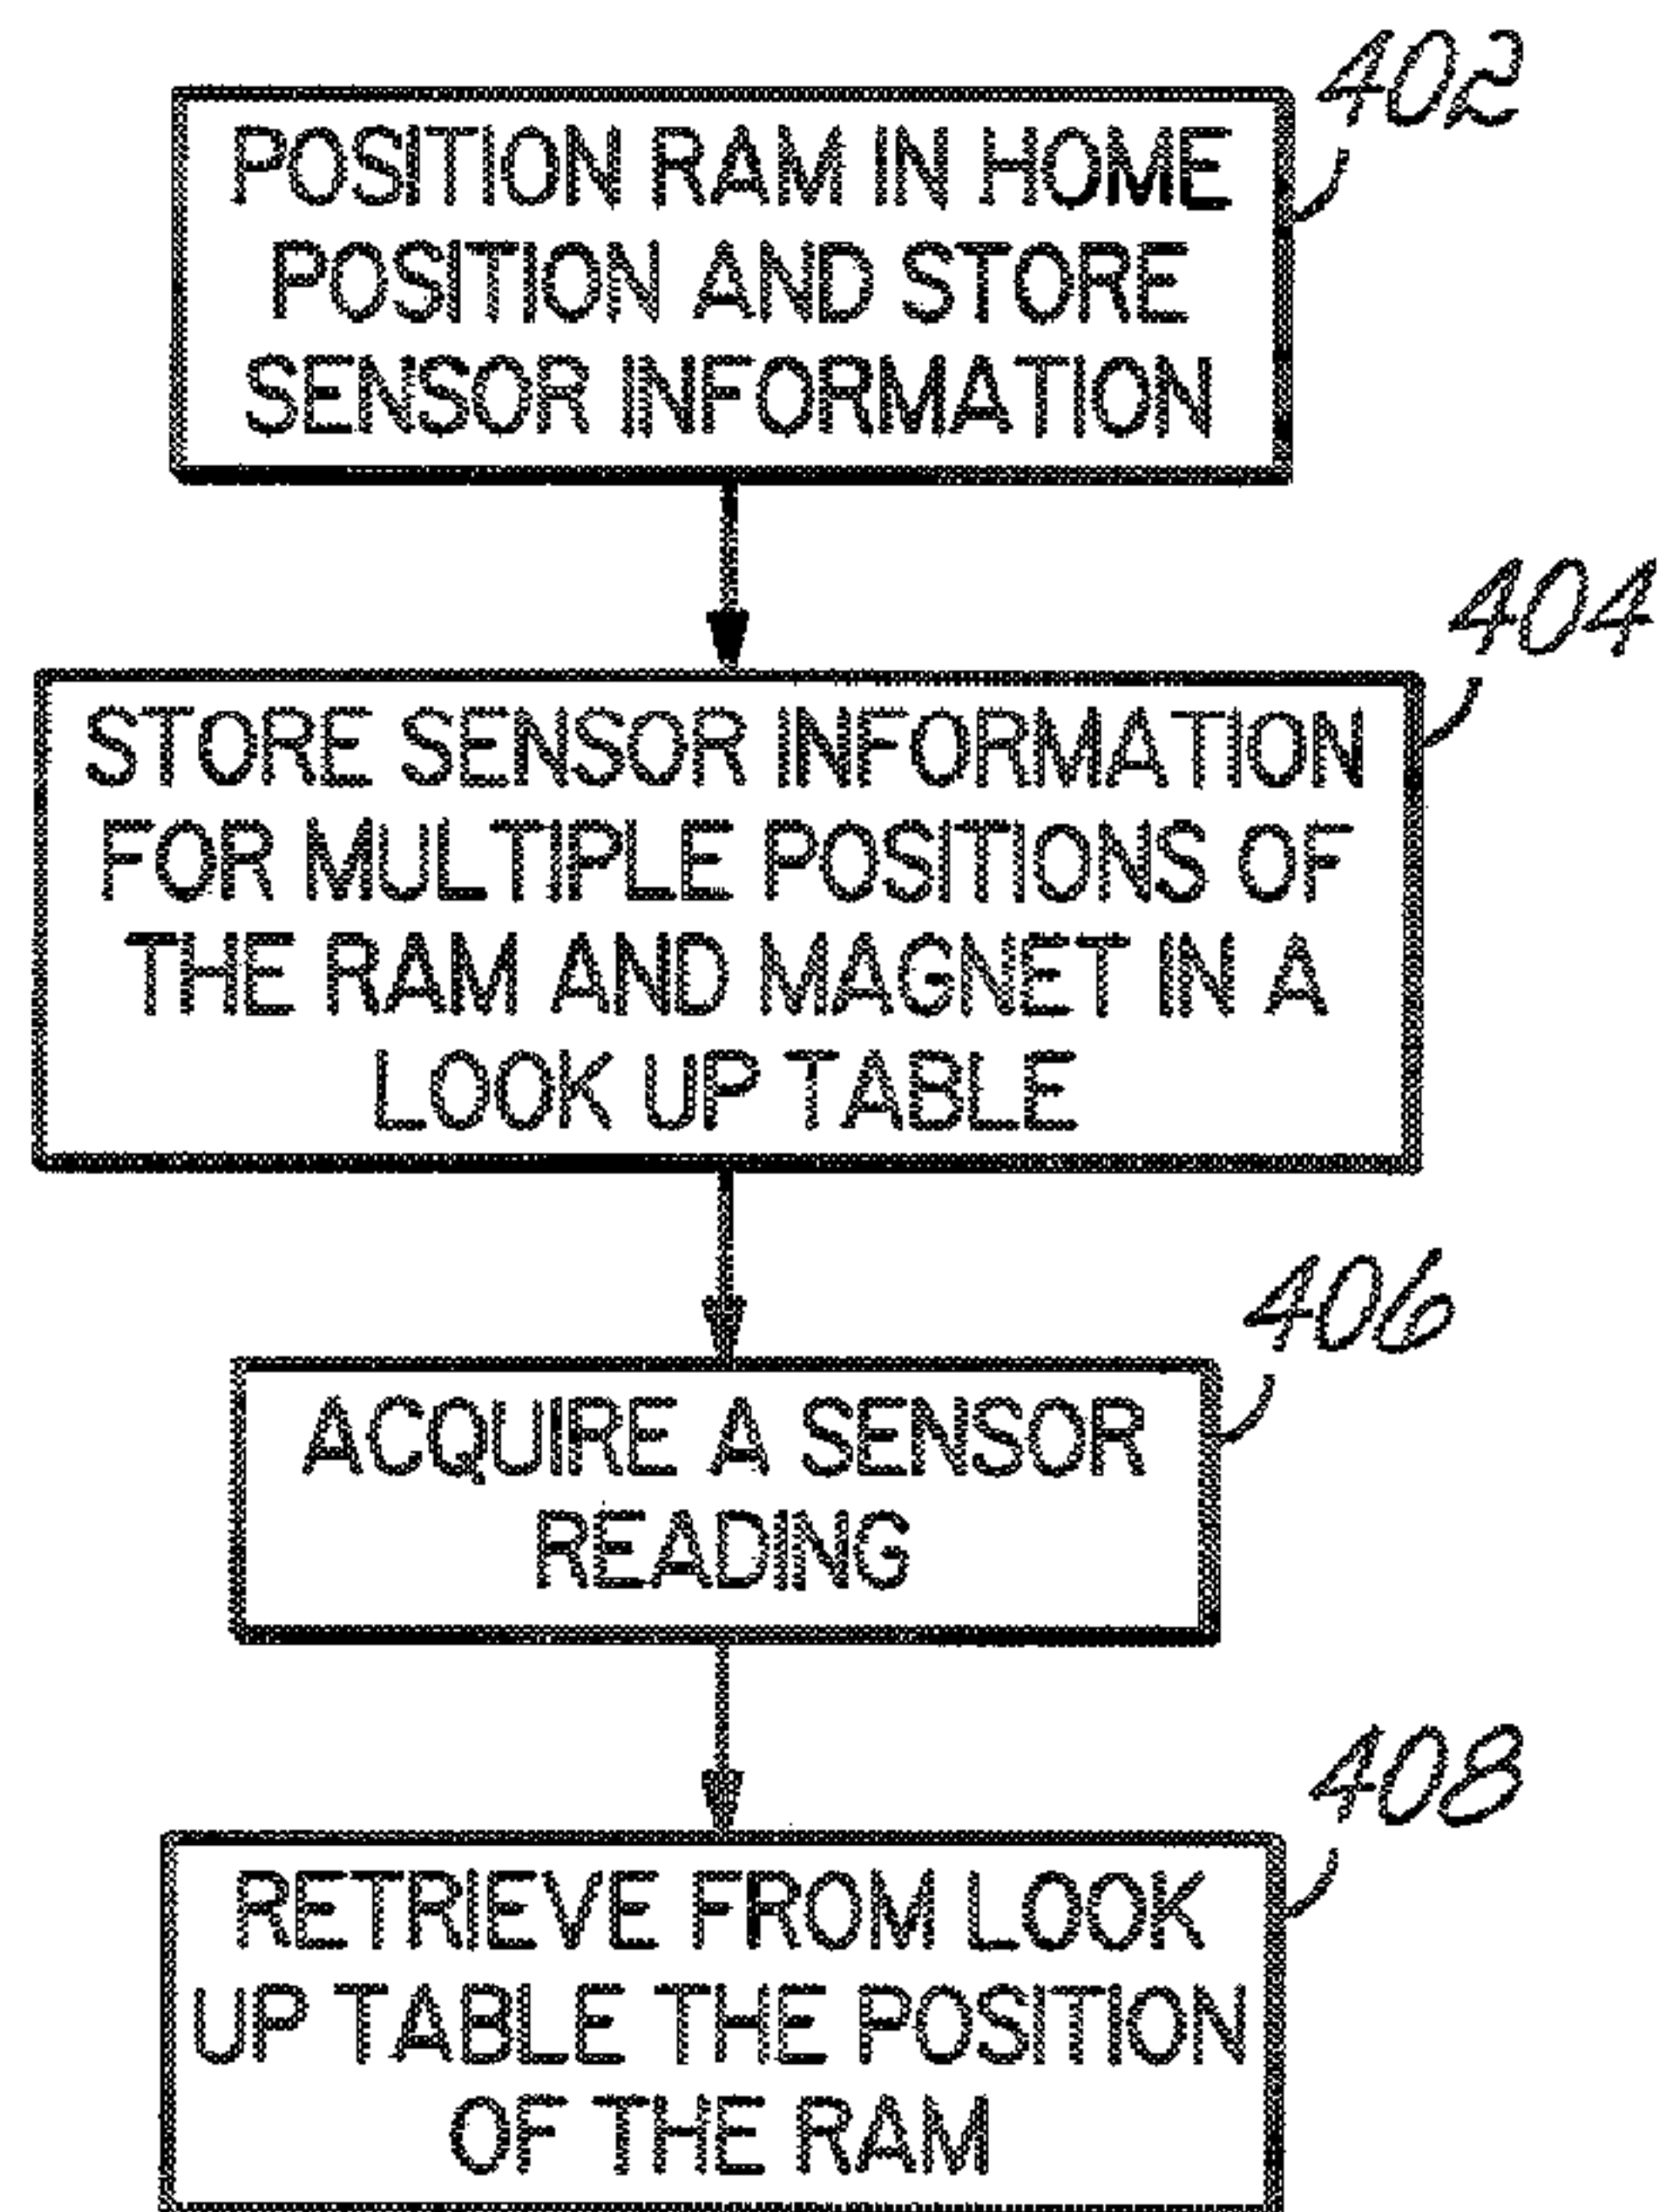 402
POSITION RAM IN HOME
POSITION AND STORE
SENSOR INFORMATION
404
STORE SENSOR INFORMATION
FOR MULTIPLE POSITIONS OF
THE RAM AND MAGNET IN A
LOOK UP TABLE
406
ACQUIRE A SENSOR
READING
408
RETRIEVE FROM LOOK
UP TABLE THE POSITION
OF THE RAM